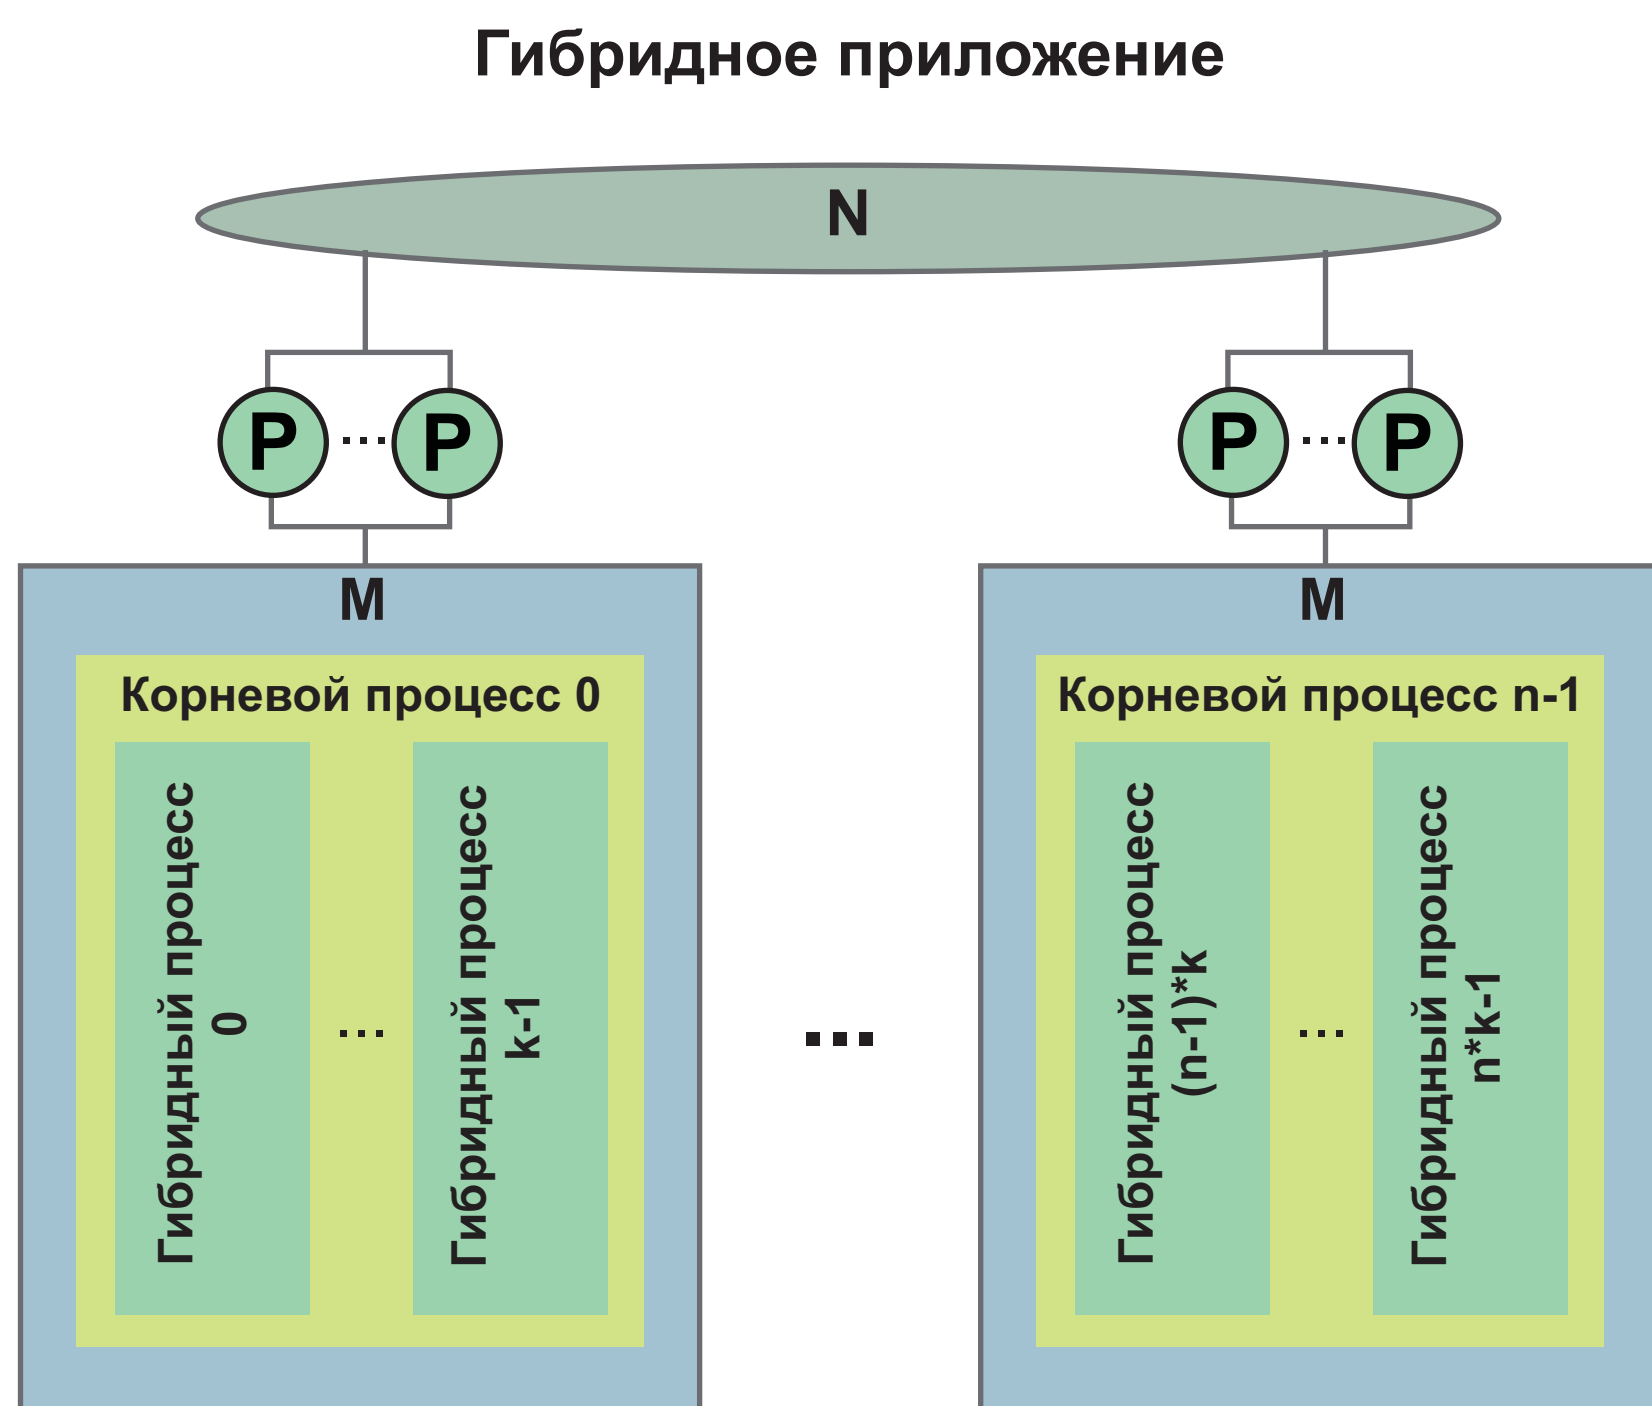 Гибридное приложение
N
P ... P
P ... P
M
M
Корневой процесс 0
Корневой процесс n-1
Гибридный процесс
0
...
Гибридный процесс
k-1
...
Гибридный процесс
(n-1)*k
...
Гибридный процесс
n*k-1